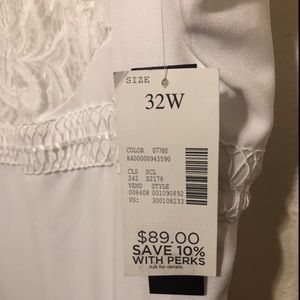 SIZE
32W
COLOR 07780
N400000945590
CLS SCL
242 S2178
VEND STYLE
008408 001090892
VS: 300108233
$89.00
SAVE 10%
WITH PERKS
Ask for details.